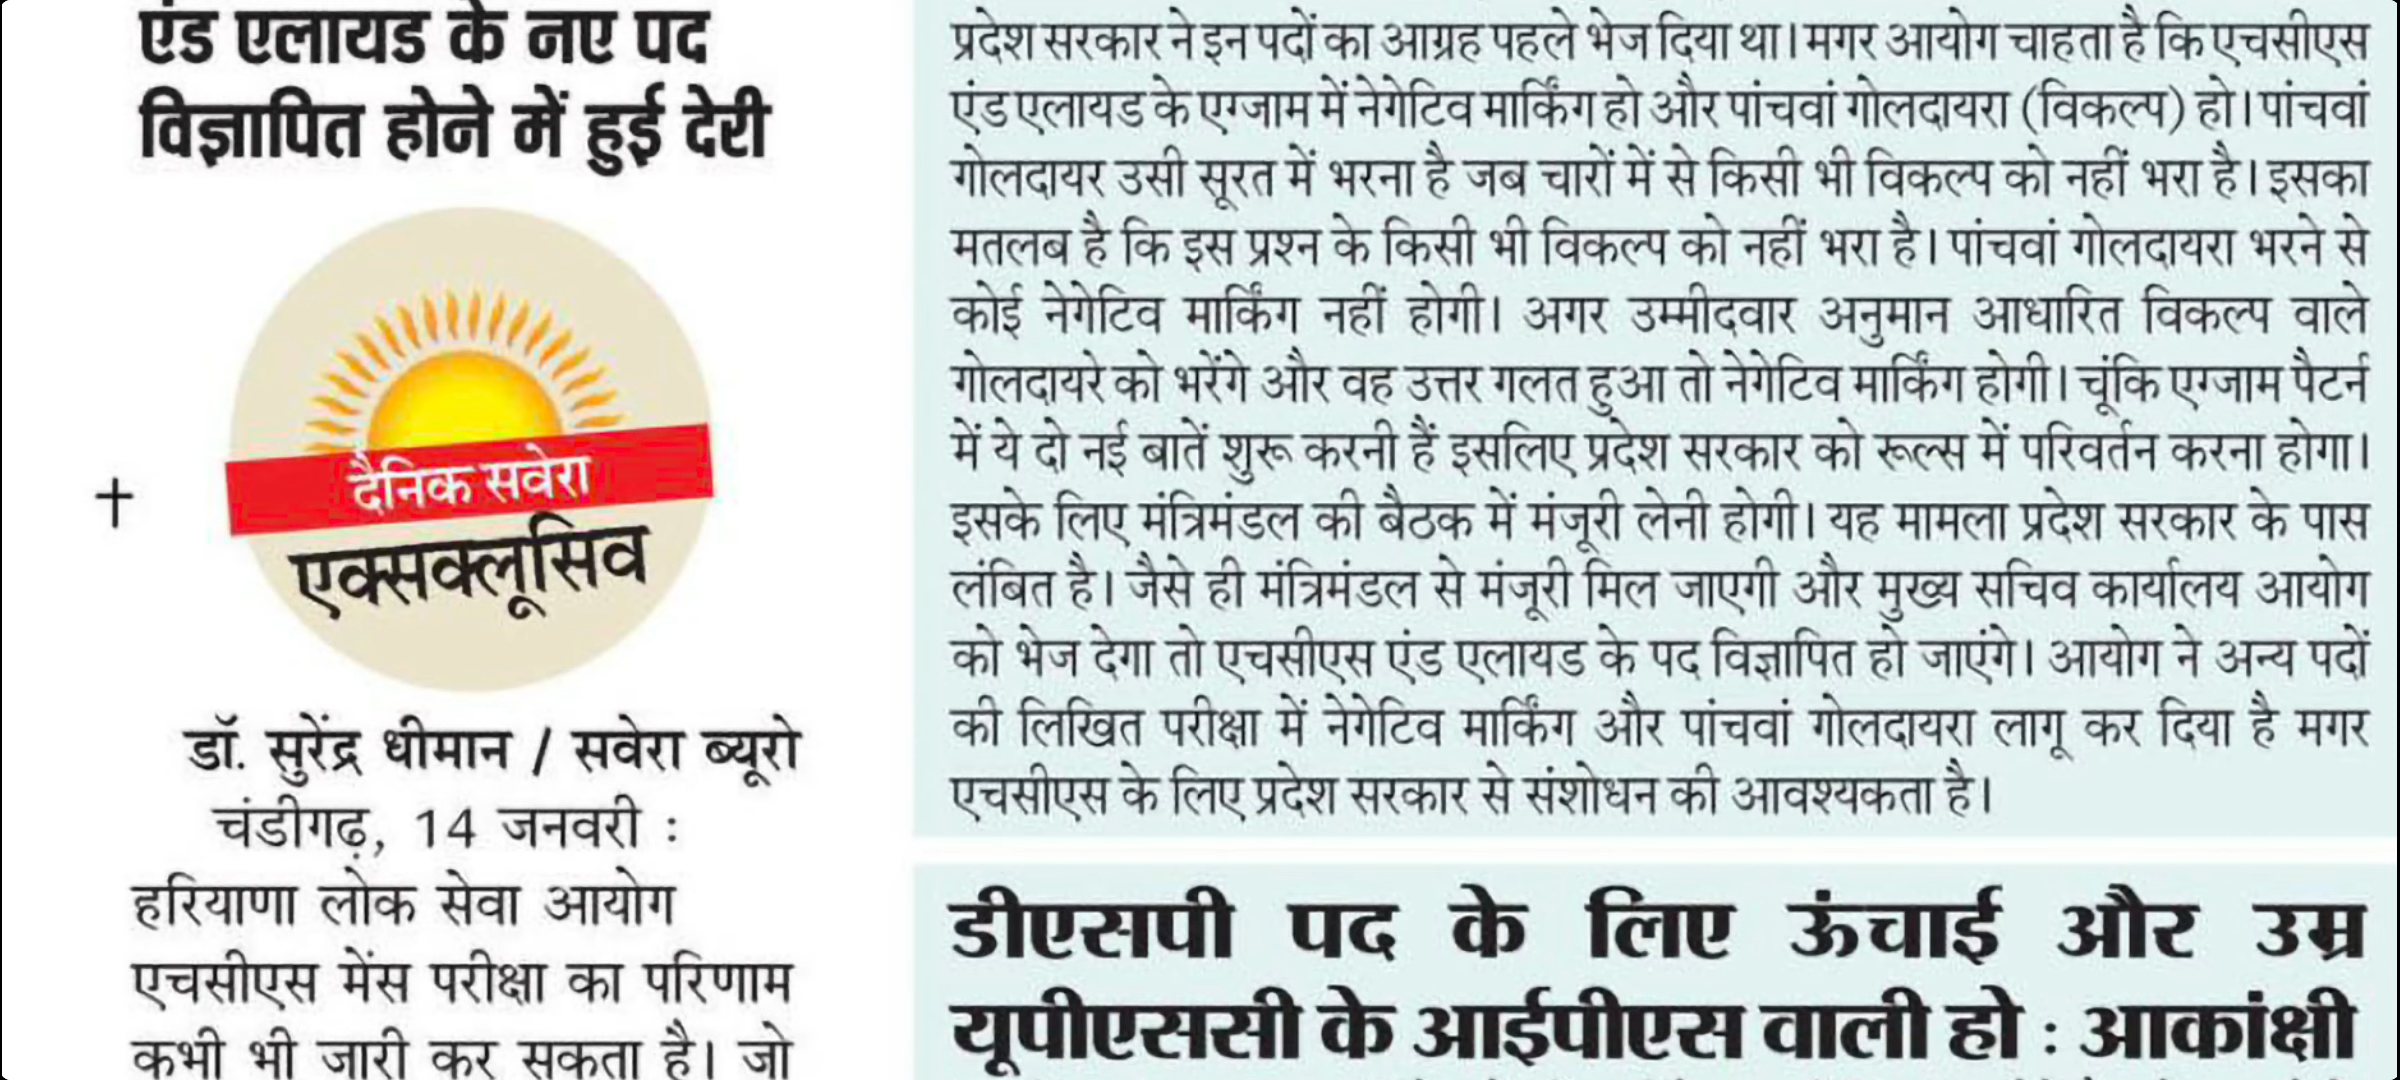 एंड एलायड के नए पद
विज्ञापित होने में हुई देरी
दैनिक सवेरा
एक्सक्लूसिव
डॉ. सुरेंद्र धीमान / सवेरा ब्यूरो
चंडीगढ़, 14 जनवरी :
हरियाणा लोक सेवा आयोग
एचसीएस मेंस परीक्षा का परिणाम
कभी भी जारी कर सकता है। जो
प्रदेश सरकार ने इन पदों का आग्रह पहले भेज दिया था। मगर आयोग चाहता है कि एचसीएस
एंड एलायड के एग्जाम में नेगेटिव मार्किंग हो और पांचवां गोलदायरा (विकल्प) हो। पांचवां
गोलदायर उसी सूरत में भरना है जब चारों में से किसी भी विकल्प को नहीं भरा है। इसका
मतलब है कि इस प्रश्न के किसी भी विकल्प को नहीं भरा है। पांचवां गोलदायरा भरने से
कोई नेगेटिव मार्किंग नहीं होगी। अगर उम्मीदवार अनुमान आधारित विकल्प वाले
गोलदायरे को भरेंगे और वह उत्तर गलत हुआ तो नेगेटिव मार्किंग होगी। चूंकि एग्जाम पैटर्न
में ये दो नई बातें शुरू करनी हैं इसलिए प्रदेश सरकार को रूल्स में परिवर्तन करना होगा।
इसके लिए मंत्रिमंडल की बैठक में मंजूरी लेनी होगी। यह मामला प्रदेश सरकार के पास
लंबित है। जैसे ही मंत्रिमंडल से मंजूरी मिल जाएगी और मुख्य सचिव कार्यालय आयोग
को भेज देगा तो एचसीएस एंड एलायड के पद विज्ञापित हो जाएंगे। आयोग ने अन्य पदों
की लिखित परीक्षा में नेगेटिव मार्किंग और पांचवां गोलदायरा लागू कर दिया है मगर
एचसीएस के लिए प्रदेश सरकार से संशोधन की आवश्यकता है।
डीएसपी पद के लिए ऊंचाई और उम्र
यूपीएससी के आईपीएस वाली हो : आकांक्षी